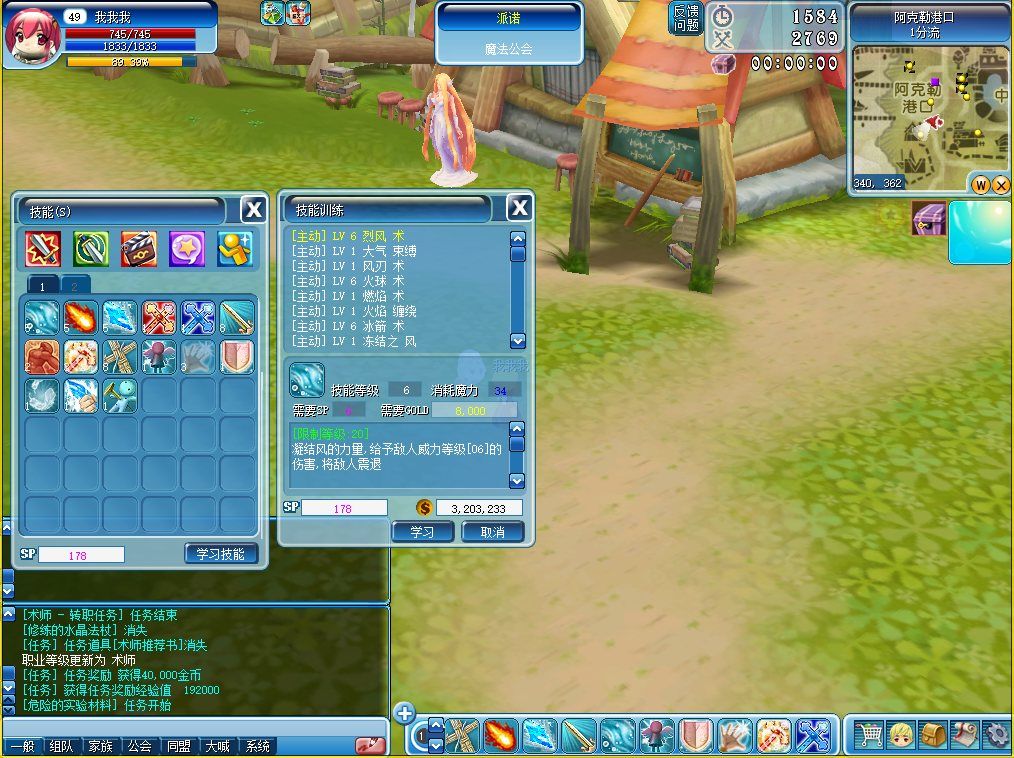 49 我我我
745/745
1833/1833
89.39%
派诺
魔法公会
反馈
问题
1584
2769
00:00:00
阿克勒港口
1分流
阿克勒
港口
中
340, 362
W X
技能(S)
1 2
SP 178 学习技能
技能训练
[主动] LV 6 烈风 术
[主动] LV 1 大气 束缚
[主动] LV 1 风刃 术
[主动] LV 6 火球 术
[主动] LV 1 燃焰 术
[主动] LV 1 火焰 缠绕
[主动] LV 6 冰箭 术
[主动] LV 1 冻结之 风
我我我
技能等级 6 消耗魔力 34
需要SP 6 需要GOLD 8,000
[限制等级:20]
凝结风的力量,给予敌人威力等级[06]的
伤害,将敌人震退
SP 178 3,203,233
学习 取消
[术师 - 转职任务] 任务结束
[修练的水晶法杖] 消失
[任务] 任务道具[术师推荐书]消失
职业等级更新为 术师
[任务] 任务奖励 获得40,000金币
[任务] 获得任务奖励经验值 192000
[危险的实验材料] 任务开始
一般 组队 家族 公会 同盟 大喊 系统
1